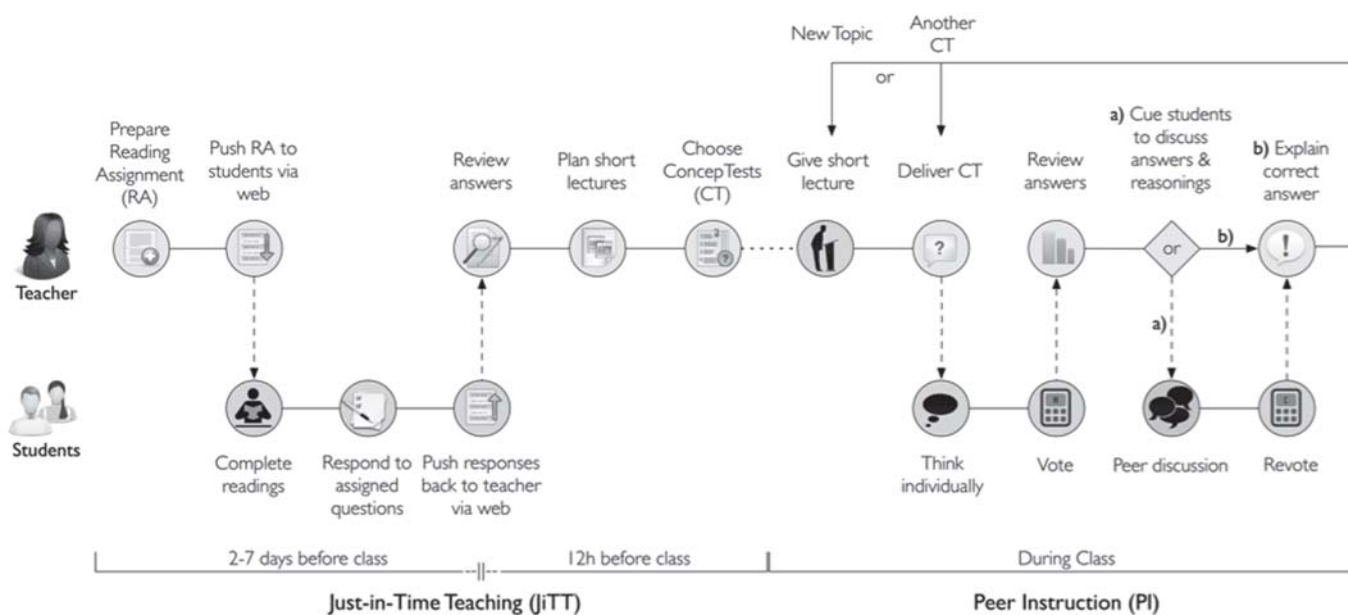 New Topic
or
Another
CT
Prepare
Reading
Assignment
(RA)
Push RA to
students via
web
Review
answers
Plan short
lectures
Choose
ConcepTests
(CT)
Give short
lecture
Deliver CT
Review
answers
a) Cue students
to discuss
answers &
reasonings
b) Explain
correct
answer
Teacher
?
or
b)
!
a)
Students
Complete
readings
Respond to
assigned
questions
Push responses
back to teacher
via web
Think
individually
Vote
Peer discussion
Revote
2-7 days before class
12h before class
During Class
Just-in-Time Teaching (JiTT)
Peer Instruction (PI)